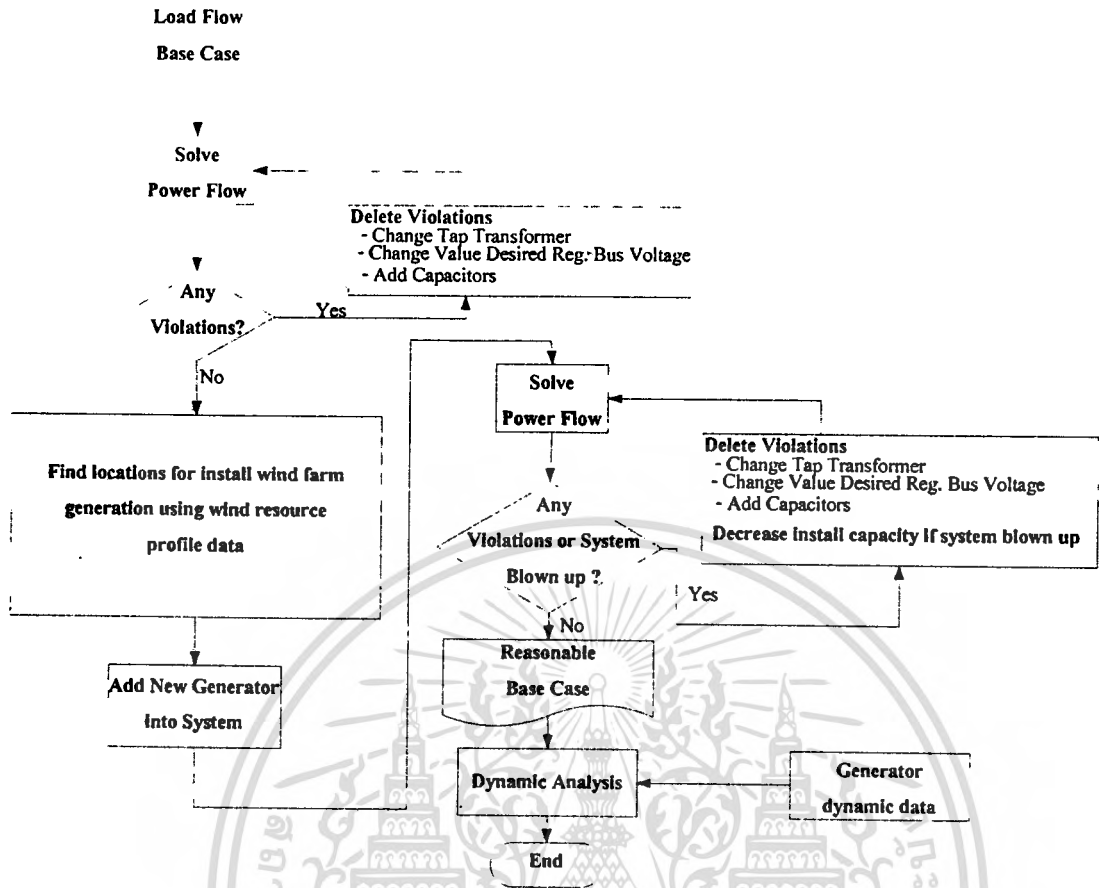 Load Flow
Base Case
Solve
Power Flow
Delete Violations
- Change Tap Transformer
- Change Value Desired Reg. Bus Voltage
- Add Capacitors
Any
Violations?
Yes
No
Find locations for install wind farm
generation using wind resource
profile data
Add New Generator
Into System
Solve
Power Flow
Any
Violations or System
Blown up ?
Yes
No
Delete Violations
- Change Tap Transformer
- Change Value Desired Reg. Bus Voltage
- Add Capacitors
Decrease install capacity If system blown up
Reasonable
Base Case
Dynamic Analysis
Generator
dynamic data
End